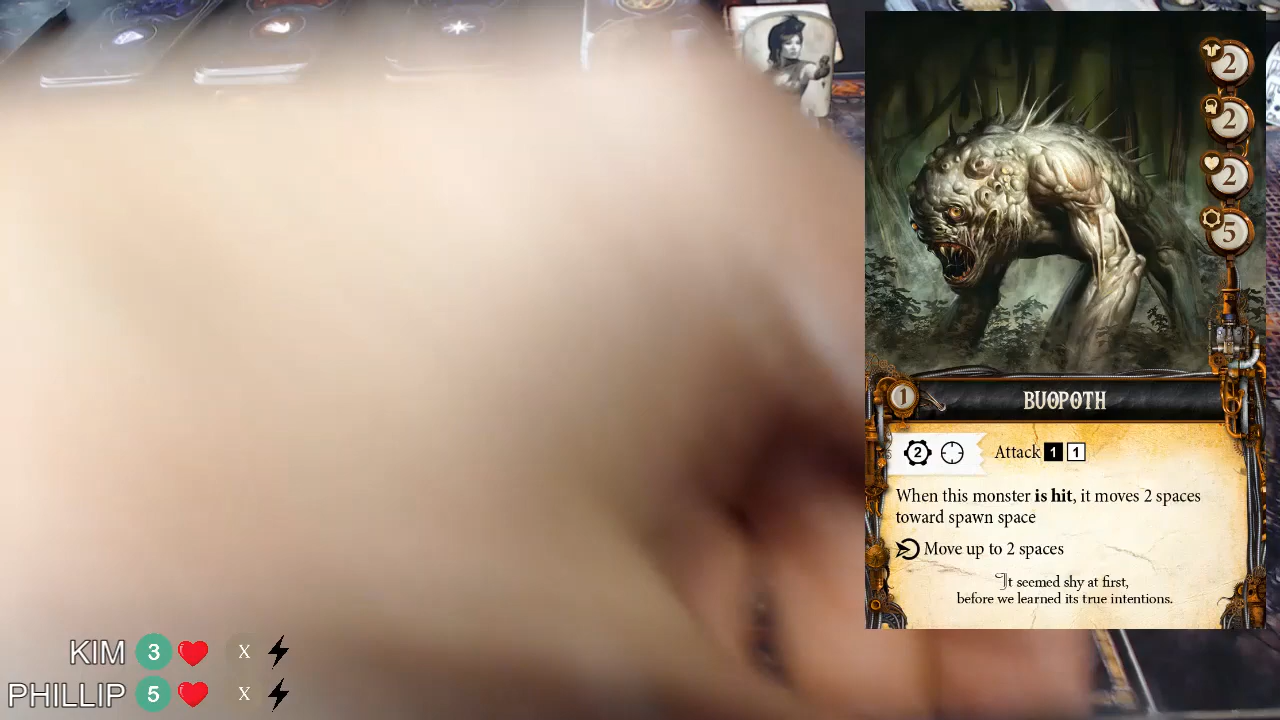 2
2
2
5
1
BUOPOTH
2 Attack 1 1
When this monster is hit, it moves 2 spaces
toward spawn space
Move up to 2 spaces
It seemed shy at first,
before we learned its true intentions.
KIM 3 X
PHILLIP 5 X